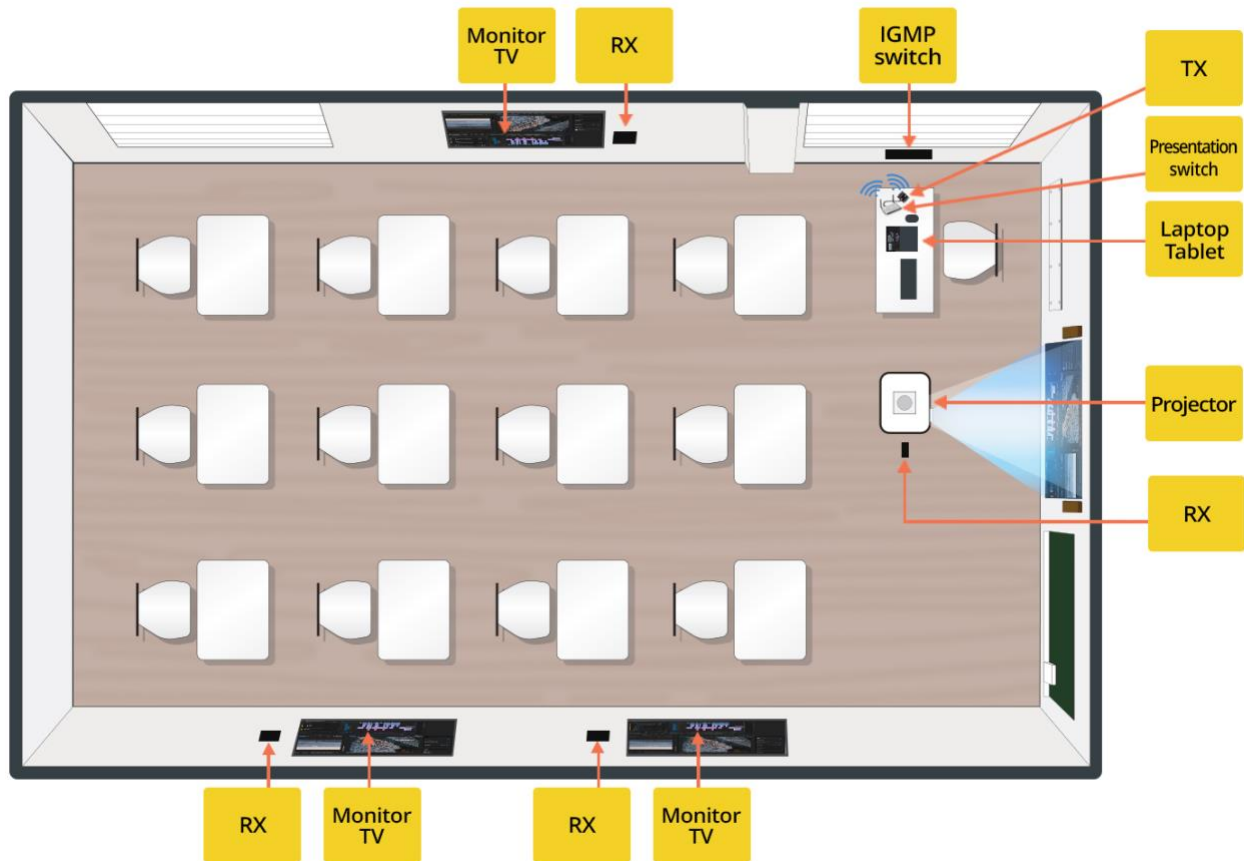 Monitor
TV
RX
IGMP
switch
TX
Presentation
switch
Laptop
Tablet
Projector
RX
RX
Monitor
TV
RX
Monitor
TV